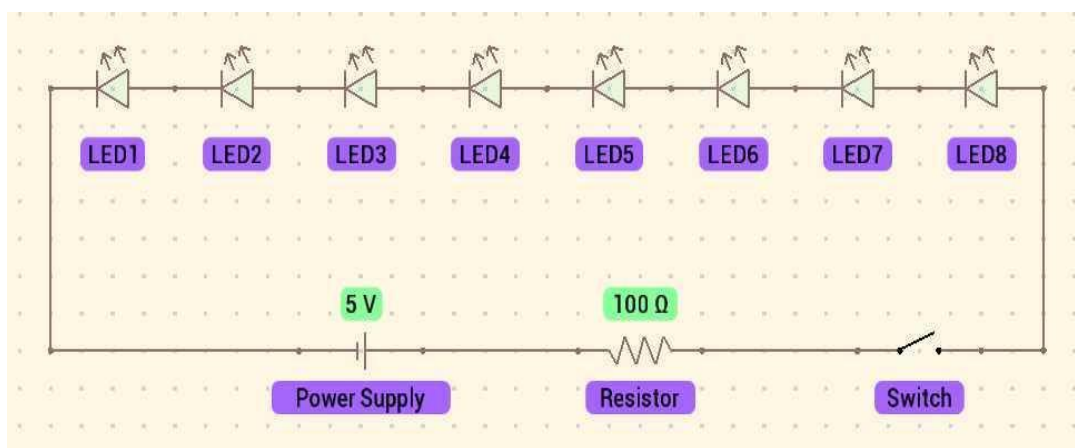 LED1 LED2 LED3 LED4 LED5 LED6 LED7 LED8
5 V 100 Ω
Power Supply Resistor Switch